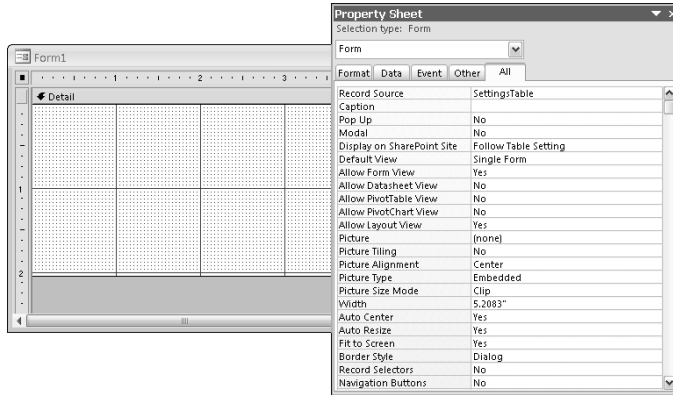 Property Sheet
Selection type: Form
Form
Format Data Event Other All
Record Source SettingsTable
Caption
Pop Up No
Modal No
Display on SharePoint Site Follow Table Setting
Default View Single Form
Allow Form View Yes
Allow Datasheet View No
Allow PivotTable View No
Allow PivotChart View No
Allow Layout View Yes
Picture (none)
Picture Tiling No
Picture Alignment Center
Picture Type Embedded
Picture Size Mode Clip
Width 5.2083"
Auto Center Yes
Auto Resize Yes
Fit to Screen Yes
Border Style Dialog
Record Selectors No
Navigation Buttons No
Form1
1 2 3
Detail
1
2